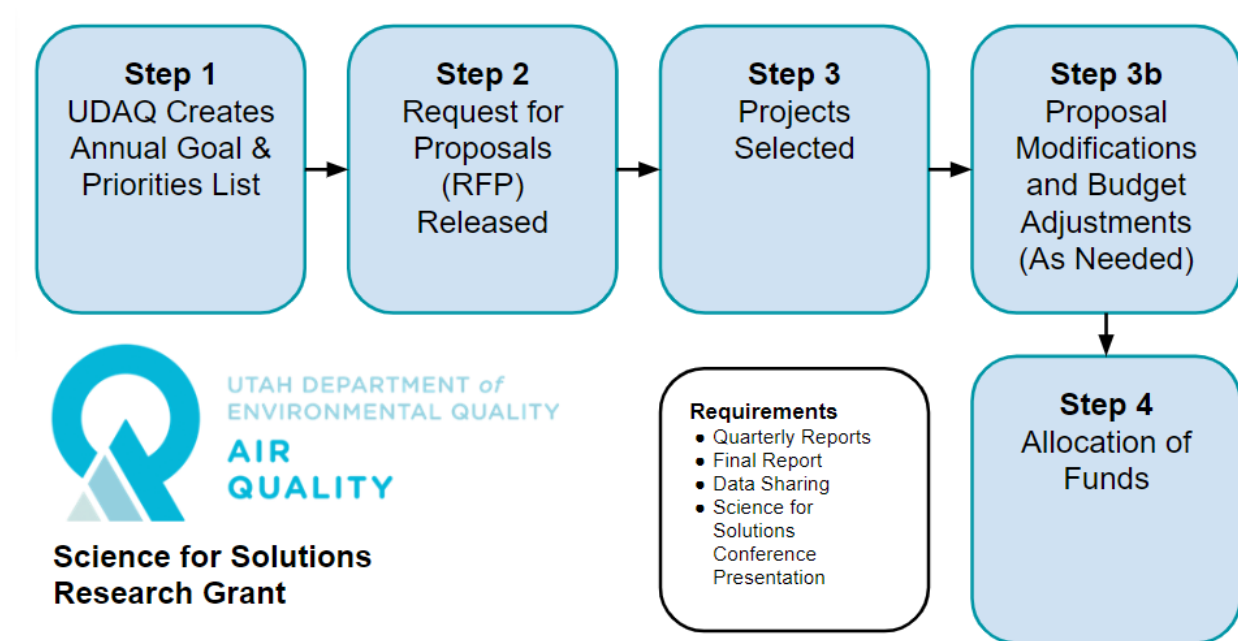 Step 1
UDAQ Creates
Annual Goal &
Priorities List
Step 2
Request for
Proposals
(RFP)
Released
Step 3
Projects
Selected
Step 3b
Proposal
Modifications
and Budget
Adjustments
(As Needed)
UTAH DEPARTMENT of
ENVIRONMENTAL QUALITY
AIR
QUALITY
Science for Solutions
Research Grant
Requirements
● Quarterly Reports
● Final Report
● Data Sharing
● Science for
Solutions
Conference
Presentation
Step 4
Allocation of
Funds